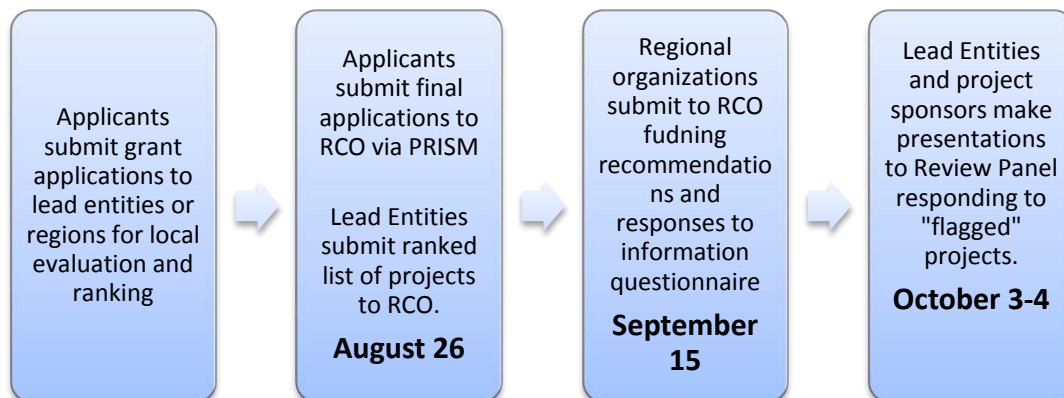 Applicants
submit grant
applications to
lead entities or
regions for local
evaluation and
ranking
Applicants
submit final
applications to
RCO via PRISM
Lead Entities
submit ranked
list of projects
to RCO.
August 26
Regional
organizations
submit to RCO
fudning
recommendatio
ns and
responses to
information
questionnaire
September
15
Lead Entities
and project
sponsors make
presentations
to Review Panel
responding to
"flagged"
projects.
October 3-4